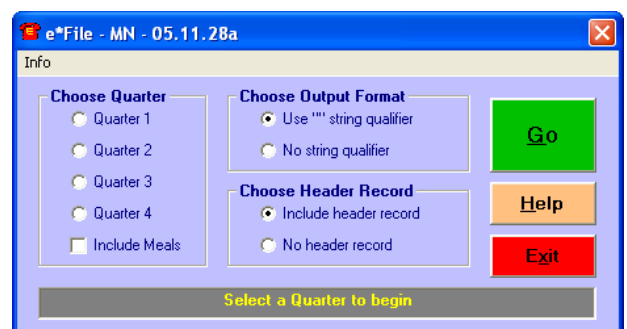 e*File - MN - 05.11.28a
Info
Choose Quarter
Quarter 1
Quarter 2
Quarter 3
Quarter 4
Include Meals
Choose Output Format
Use "" string qualifier
No string qualifier
Choose Header Record
Include header record
No header record
Go
Help
Exit
Select a Quarter to begin